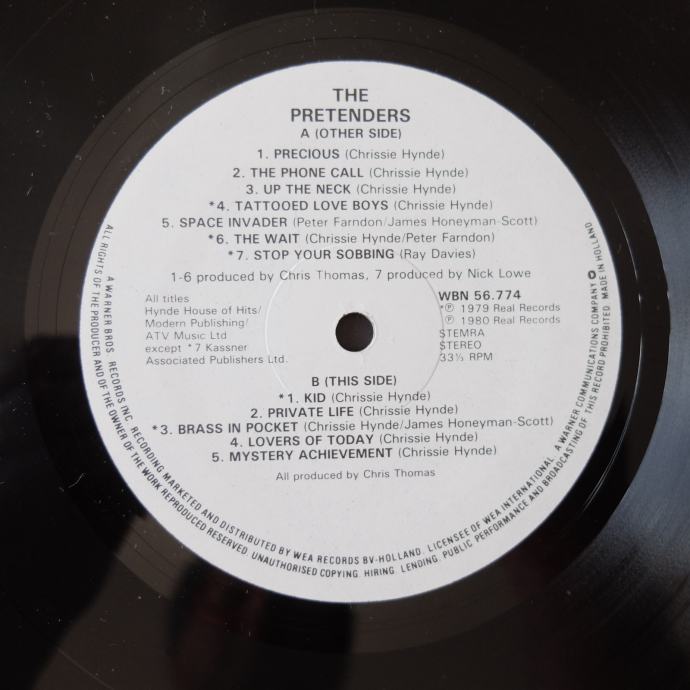 THE
PRETENDERS
A (OTHER SIDE)
1. PRECIOUS (Chrissie Hynde)
2. THE PHONE CALL (Chrissie Hynde)
3. UP THE NECK (Chrissie Hynde)
*4. TATTOOED LOVE BOYS (Chrissie Hynde)
5. SPACE INVADER (Peter Farndon/James Honeyman-Scott)
*6. THE WAIT (Chrissie Hynde/Peter Farndon)
*7. STOP YOUR SOBBING (Ray Davies)
1-6 produced by Chris Thomas, 7 produced by Nick Lowe
All titles
Hynde House of Hits/
Modern Publishing/
ATV Music Ltd
except *7 Kassner
Associated Publishers Ltd.
WBN 56.774
*℗ 1979 Real Records
℗ 1980 Real Records
STEMRA
STEREO
33⅓ RPM
B (THIS SIDE)
*1. KID (Chrissie Hynde)
2. PRIVATE LIFE (Chrissie Hynde)
*3. BRASS IN POCKET (Chrissie Hynde/James Honeyman-Scott)
4. LOVERS OF TODAY (Chrissie Hynde)
5. MYSTERY ACHIEVEMENT (Chrissie Hynde)
All produced by Chris Thomas
A WARNER BROS. RECORDS INC. RECORDING MARKETED AND DISTRIBUTED BY WEA RECORDS BV-HOLLAND. LICENSEE OF WEA INTERNATIONAL. A WARNER COMMUNICATIONS COMPANY
ALL RIGHTS OF THE PRODUCER AND OF THE OWNER OF THE WORK REPRODUCED RESERVED. UNAUTHORISED COPYING. HIRING. LENDING. PUBLIC PERFORMANCE AND BROADCASTING OF THIS RECORD PROHIBITED. MADE IN HOLLAND